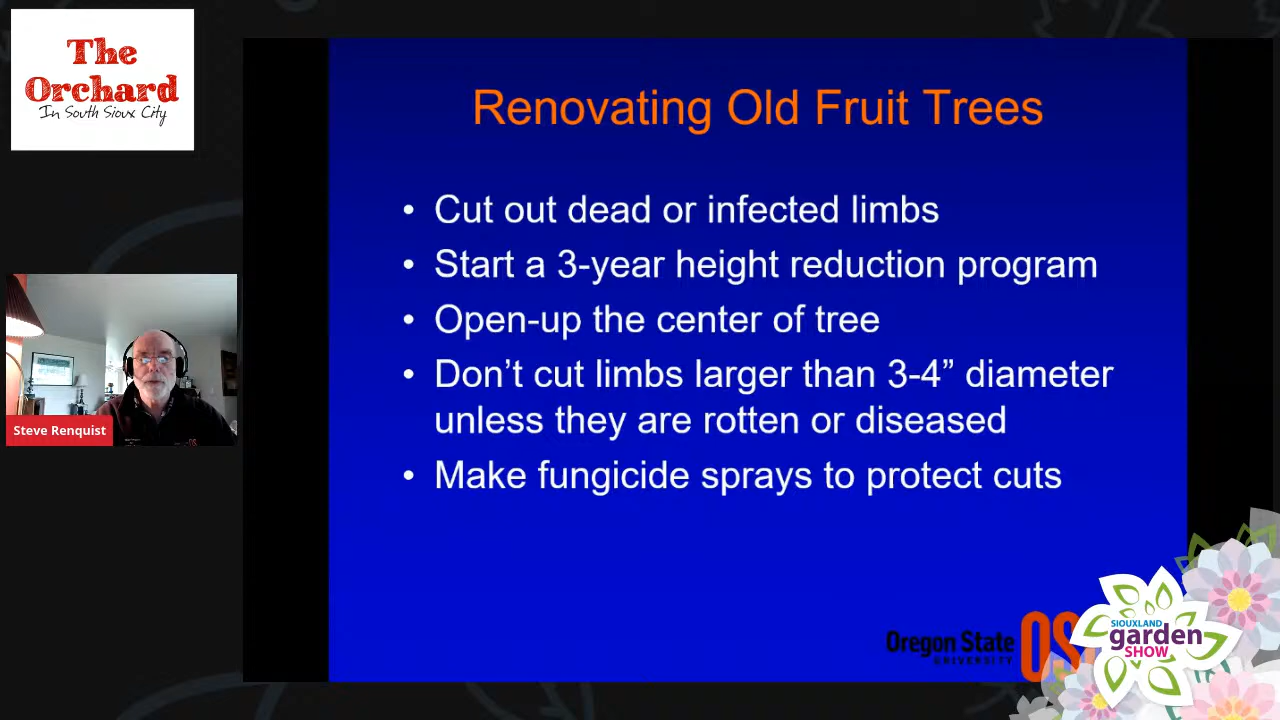 The
Orchard
In South Sioux City
Renovating Old Fruit Trees
• Cut out dead or infected limbs
• Start a 3-year height reduction program
• Open-up the center of tree
• Don’t cut limbs larger than 3-4” diameter
unless they are rotten or diseased
• Make fungicide sprays to protect cuts
Steve Renquist
Oregon State
UNIVERSITY
OS
SIOUXLAND
garden
SHOW